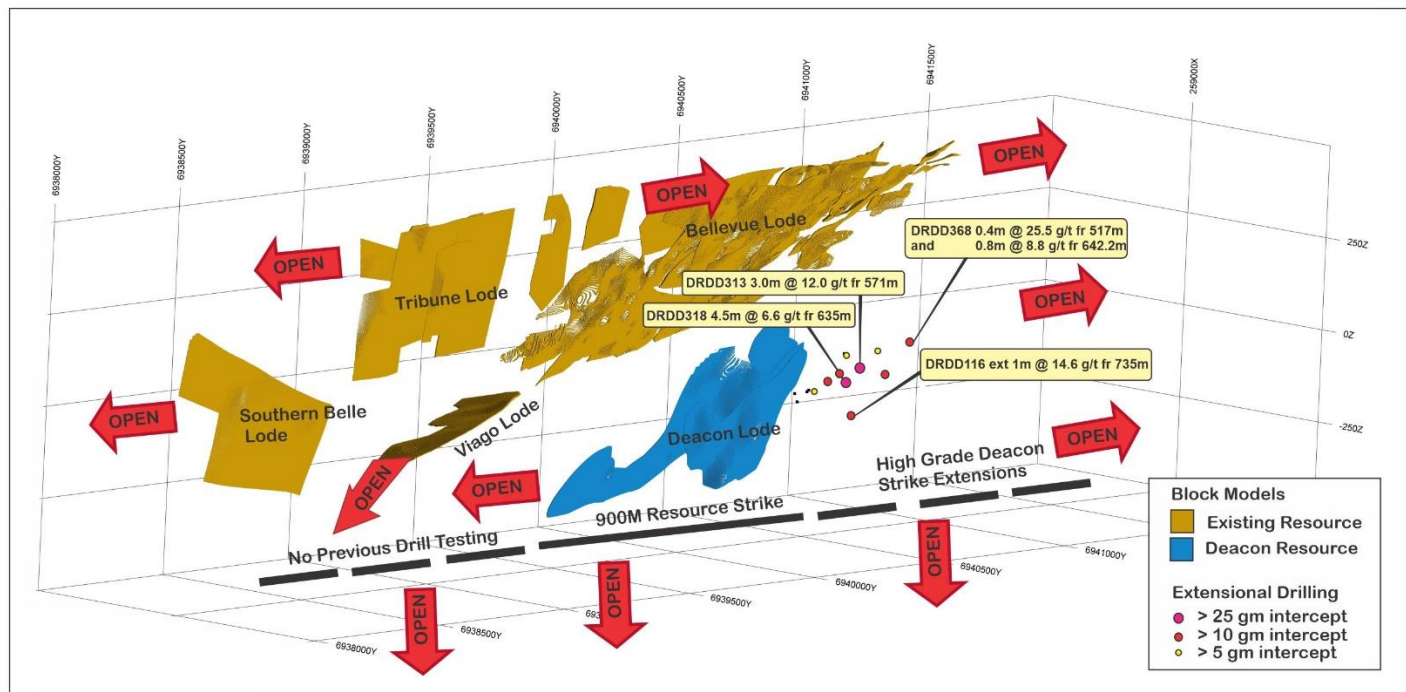 6938000Y
6938500Y
6939000Y
6939500Y
6940000Y
6940500Y
6941000Y
6941500Y
259000X
OPEN
OPEN
OPEN
Bellevue Lode
DRDD368 0.4m @ 25.5 g/t fr 517m
and 0.8m @ 8.8 g/t fr 642.2m
250Z
Tribune Lode
DRDD313 3.0m @ 12.0 g/t fr 571m
OPEN
DRDD318 4.5m @ 6.6 g/t fr 635m
0Z
DRDD116 ext 1m @ 14.6 g/t fr 735m
OPEN
Southern Belle
Lode
Viago Lode
Deacon Lode
-250Z
OPEN
OPEN
OPEN
High Grade Deacon
Strike Extensions
900M Resource Strike
No Previous Drill Testing
OPEN
OPEN
OPEN
6938000Y
6938500Y
6939500Y
6940000Y
6940500Y
6941000Y
Block Models
Existing Resource
Deacon Resource
Extensional Drilling
> 25 gm intercept
> 10 gm intercept
> 5 gm intercept